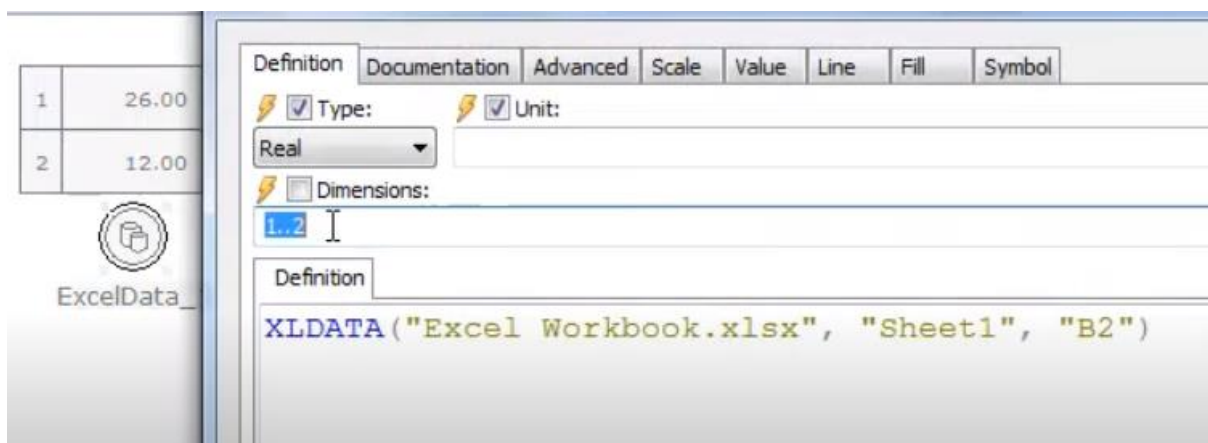 1 26.00
2 12.00
ExcelData_
Definition Documentation Advanced Scale Value Line Fill Symbol
Type: Unit:
Real
Dimensions:
1..2
Definition
XLDATA("Excel Workbook.xlsx", "Sheet1", "B2")